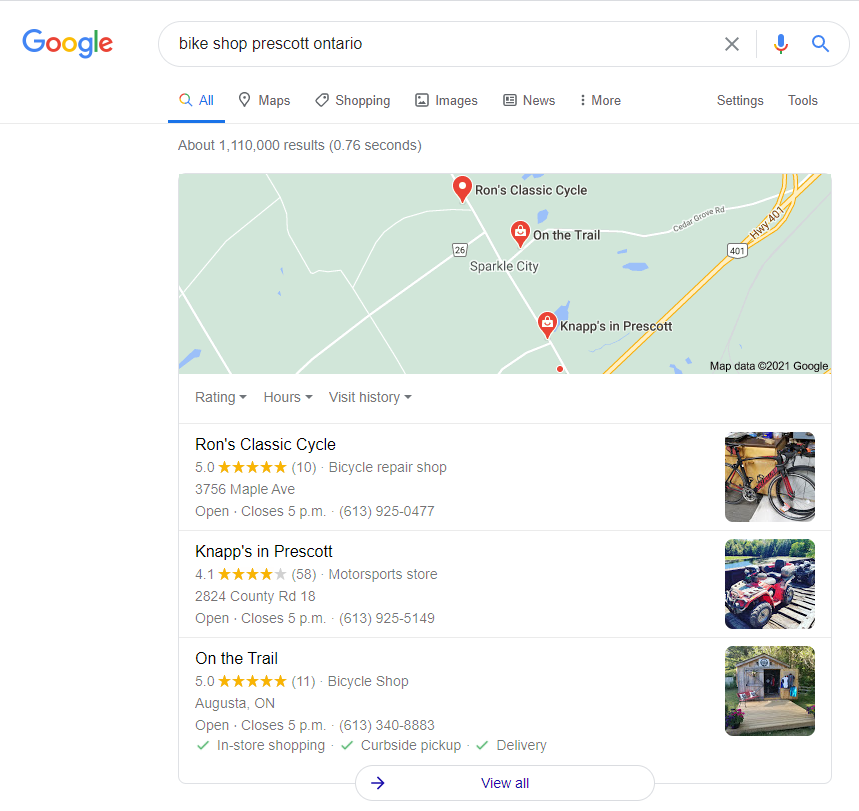 Google
bike shop prescott ontario
All Maps Shopping Images News More Settings Tools
About 1,110,000 results (0.76 seconds)
Ron's Classic Cycle
On the Trail
Cedar Grove Rd
Hwy 401
26
401
Sparkle City
Knapp's in Prescott
Map data ©2021 Google
Rating Hours Visit history
Ron's Classic Cycle
5.0 (10) · Bicycle repair shop
3756 Maple Ave
Open · Closes 5 p.m. · (613) 925-0477
Knapp's in Prescott
4.1 (58) · Motorsports store
2824 County Rd 18
Open · Closes 5 p.m. · (613) 925-5149
On the Trail
5.0 (11) · Bicycle Shop
Augusta, ON
Open · Closes 5 p.m. · (613) 340-8883
In-store shopping · Curbside pickup · Delivery
View all